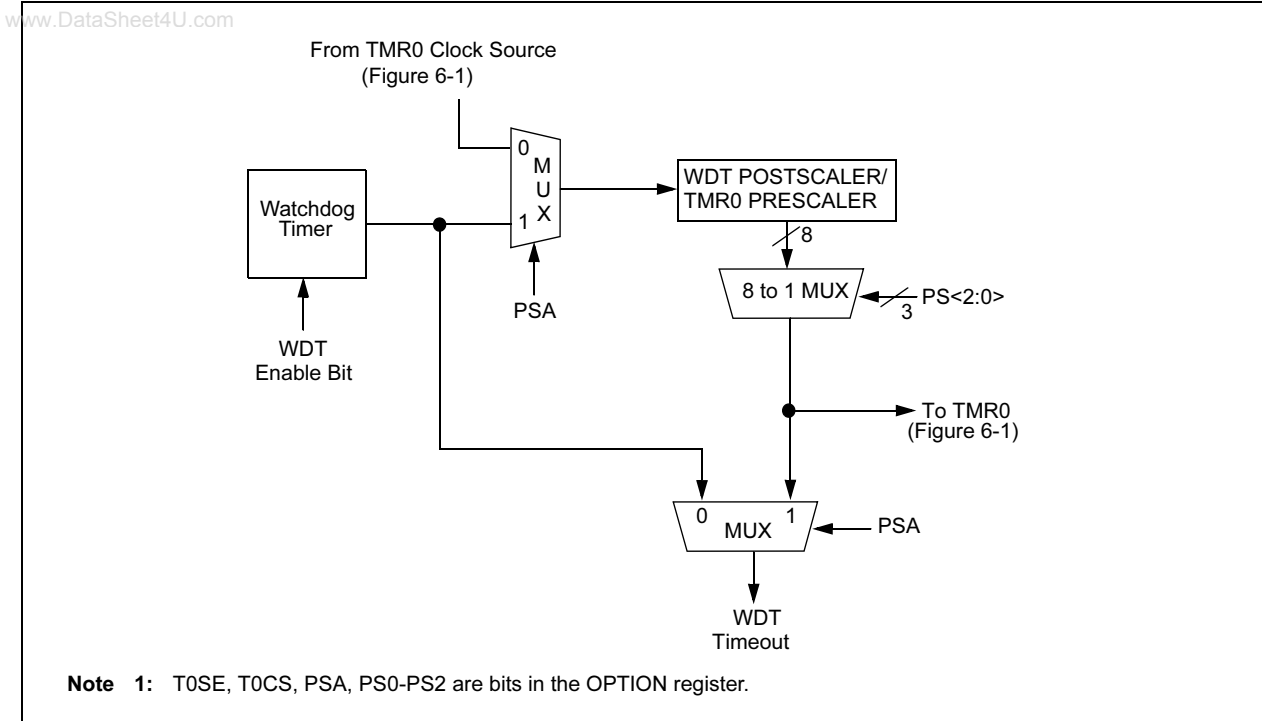 www.DataSheet4U.com
From TMR0 Clock Source
(Figure 6-1)
0
M
U
X
1
WDT POSTSCALER/
TMR0 PRESCALER
Watchdog
Timer
8
8 to 1 MUX
PS<2:0>
3
PSA
WDT
Enable Bit
To TMR0
(Figure 6-1)
0
1
MUX
PSA
WDT
Timeout
Note 1: T0SE, T0CS, PSA, PS0-PS2 are bits in the OPTION register.